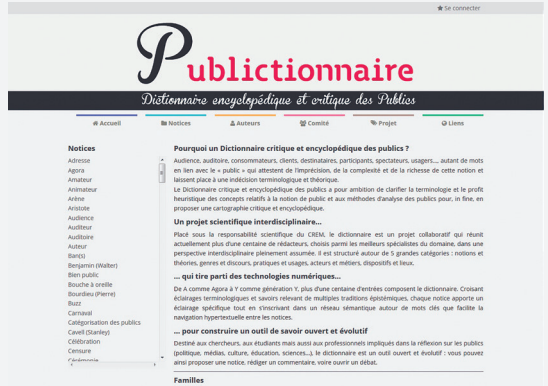 Se connecter
Publictionnaire
Dictionnaire encyclopédique et critique des Publics
Accueil
Notices
Auteurs
Comité
Projet
Liens
Notices
Adresse
Agora
Amateur
Animateur
Arène
Aristote
Audience
Auditeur
Auditoire
Auteur
Ban(s)
Benjamin (Walter)
Bien public
Bouche à oreille
Bourdieu (Pierre)
Buzz
Carnaval
Catégorisation des publics
Cavell (Stanley)
Célébration
Censure
Cérémonie
Pourquoi un Dictionnaire critique et encyclopédique des publics ?
Audience, auditoire, consommateurs, clients, destinataires, participants, spectateurs, usagers..., autant de mots
en lien avec le « public » qui attestent de l'imprécision, de la complexité et de la richesse de cette notion et
laissent place à une indécision terminologique et théorique.
Le Dictionnaire critique et encyclopédique des publics a pour ambition de clarifier la terminologie et le profit
heuristique des concepts relatifs à la notion de public et aux méthodes d'analyse des publics pour, in fine, en
proposer une cartographie critique et encyclopédique.
Un projet scientifique interdisciplinaire...
Placé sous la responsabilité scientifique du CREM, le dictionnaire est un projet collaboratif qui réunit
actuellement plus d'une centaine de rédacteurs, choisis parmi les meilleurs spécialistes du domaine, dans une
perspective interdisciplinaire pleinement assumée. Il est structuré autour de 5 grandes catégories : notions et
théories, genres et discours, pratiques et usages, acteurs et métiers, dispositifs et lieux.
... qui tire parti des technologies numériques...
De A comme Agora à Y comme génération Y, plus d'une centaine d'entrées composent le dictionnaire. Croisant
éclairages terminologiques et savoirs relevant de multiples traditions épistémiques, chaque notice apporte un
éclairage spécifique tout en s'inscrivant dans un réseau sémantique autour de mots clés que facilite la
navigation hypertextuelle entre les notices.
... pour construire un outil de savoir ouvert et évolutif
Destiné aux chercheurs, aux étudiants mais aussi aux professionnels impliqués dans la réflexion sur les publics
(politique, médias, culture, éducation, sciences...), le dictionnaire est un outil ouvert et évolutif : vous pouvez
ainsi proposer une notice, rédiger un commentaire, voire ouvrir un débat.
Familles